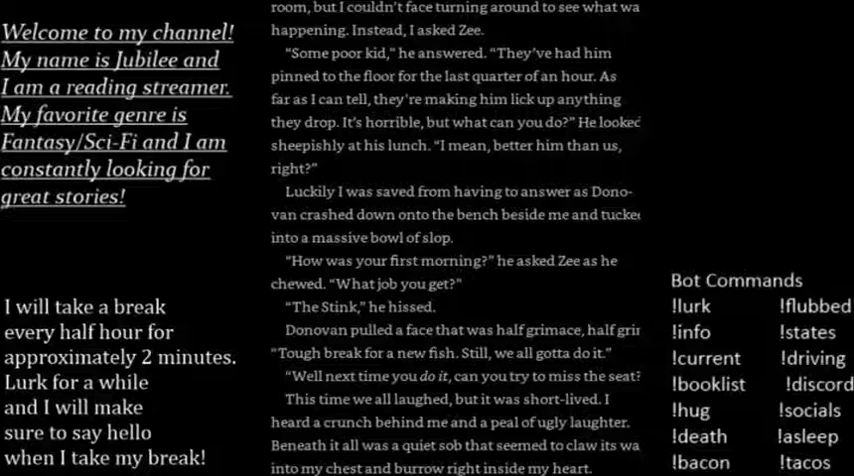 Welcome to my channel!
My name is Jubilee and
I am a reading streamer.
My favorite genre is
Fantasy/Sci-Fi and I am
constantly looking for
great stories!
I will take a break
every half hour for
approximately 2 minutes.
Lurk for a while
and I will make
sure to say hello
when I take my break!
room, but I couldn’t face turning around to see what wa
happening. Instead, I asked Zee.
“Some poor kid,” he answered. “They’ve had him
pinned to the floor for the last quarter of an hour. As
far as I can tell, they’re making him lick up anything
they drop. It’s horrible, but what can you do?” He looked
sheepishly at his lunch. “I mean, better him than us,
right?”
Luckily I was saved from having to answer as Dono-
van crashed down onto the bench beside me and tucked
into a massive bowl of slop.
“How was your first morning?” he asked Zee as he
chewed. “What job you get?”
“The Stink,” he hissed.
Donovan pulled a face that was half grimace, half grin
“Tough break for a new fish. Still, we all gotta do it.”
“Well next time you do it, can you try to miss the seat?
This time we all laughed, but it was short-lived. I
heard a crunch behind me and a peal of ugly laughter.
Beneath it all was a quiet sob that seemed to claw its wa
into my chest and burrow right inside my heart.
Bot Commands
!lurk !flubbed
!info !states
!current !driving
!booklist !discord
!hug !socials
!death !asleep
!bacon !tacos